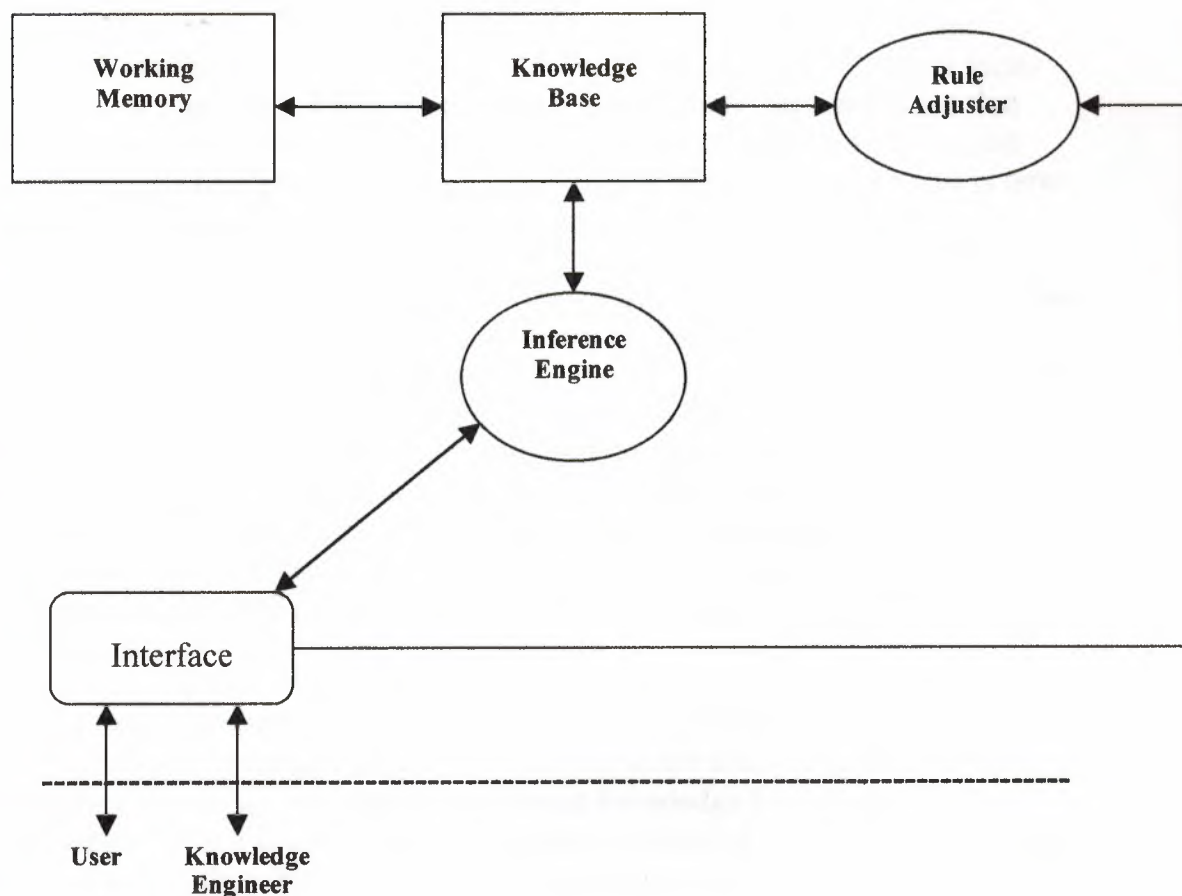 Working
Memory
Knowledge
Base
Rule
Adjuster
Inference
Engine
Interface
User
Knowledge
Engineer